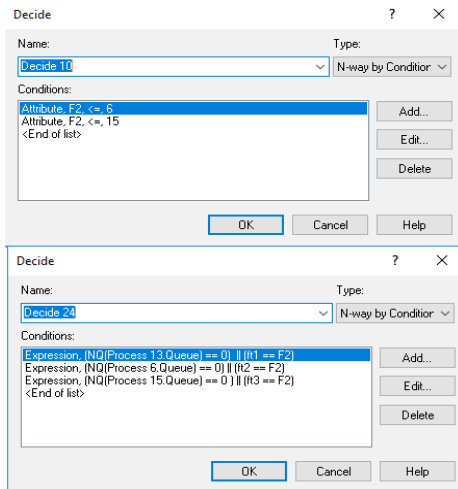 Decide ? ×
Name: Type:
Decide 10 N-way by Condition
Conditions:
Attribute, F2, <=, 6
Attribute, F2, <=, 15
<End of list>
Add...
Edit...
Delete
OK Cancel Help
Decide ? ×
Name: Type:
Decide 24 N-way by Condition
Conditions:
Expression, (NQ(Process 13.Queue) == 0) || (ft1 == F2)
Expression, (NQ(Process 6.Queue) == 0) || (ft2 == F2)
Expression, (NQ(Process 15.Queue) == 0 ) || (ft3 == F2)
<End of list>
Add...
Edit...
Delete
OK Cancel Help